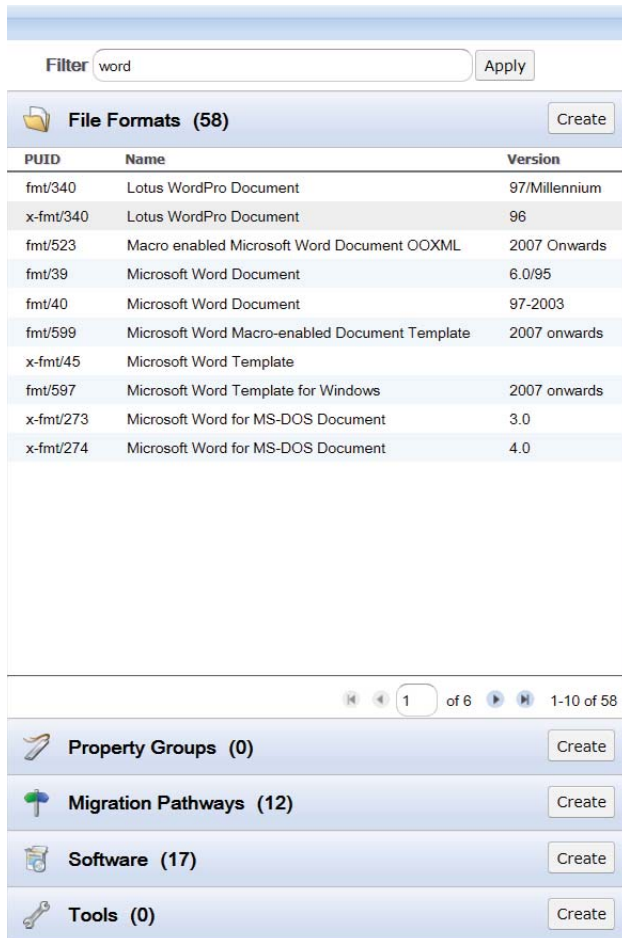 Filter word Apply
File Formats (58) Create
PUID Name Version
fmt/340 Lotus WordPro Document 97/Millennium
x-fmt/340 Lotus WordPro Document 96
fmt/523 Macro enabled Microsoft Word Document OOXML 2007 Onwards
fmt/39 Microsoft Word Document 6.0/95
fmt/40 Microsoft Word Document 97-2003
fmt/599 Microsoft Word Macro-enabled Document Template 2007 onwards
x-fmt/45 Microsoft Word Template
fmt/597 Microsoft Word Template for Windows 2007 onwards
x-fmt/273 Microsoft Word for MS-DOS Document 3.0
x-fmt/274 Microsoft Word for MS-DOS Document 4.0
1 of 6 1-10 of 58
Property Groups (0) Create
Migration Pathways (12) Create
Software (17) Create
Tools (0) Create